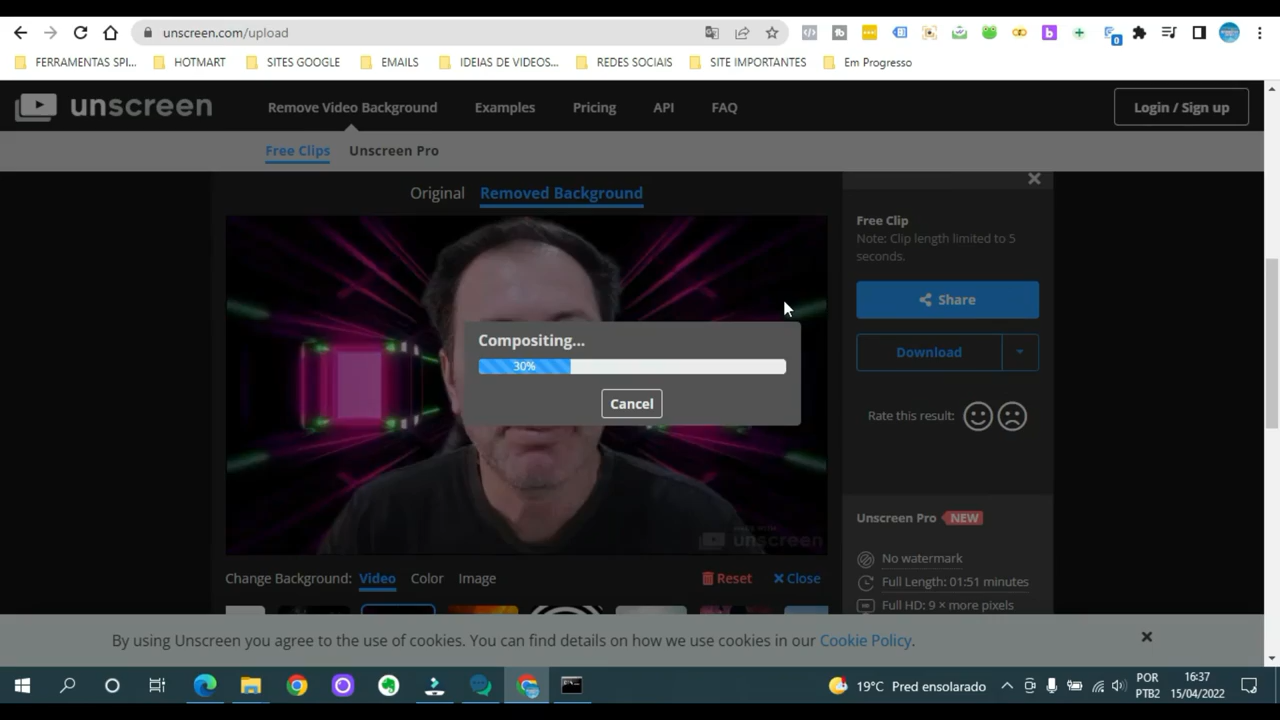 unscreen.com/upload
0
FERRAMENTAS SPI... HOTMART SITES GOOGLE EMAILS IDEIAS DE VIDEOS... REDES SOCIAIS SITE IMPORTANTES Em Progresso
unscreen Remove Video Background Examples Pricing API FAQ Login / Sign up
Free Clips Unscreen Pro
Original Removed Background
Free Clip
Note: Clip length limited to 5
seconds.
Share
Compositing...
30%
Cancel
Download
Rate this result:
unscreen
Unscreen Pro NEW
No watermark
Full Length: 01:51 minutes
Full HD: 9 × more pixels
Change Background: Video Color Image Reset Close
By using Unscreen you agree to the use of cookies. You can find details on how we use cookies in our Cookie Policy.
19°C Pred ensolarado
POR
PTB2
16:37
15/04/2022